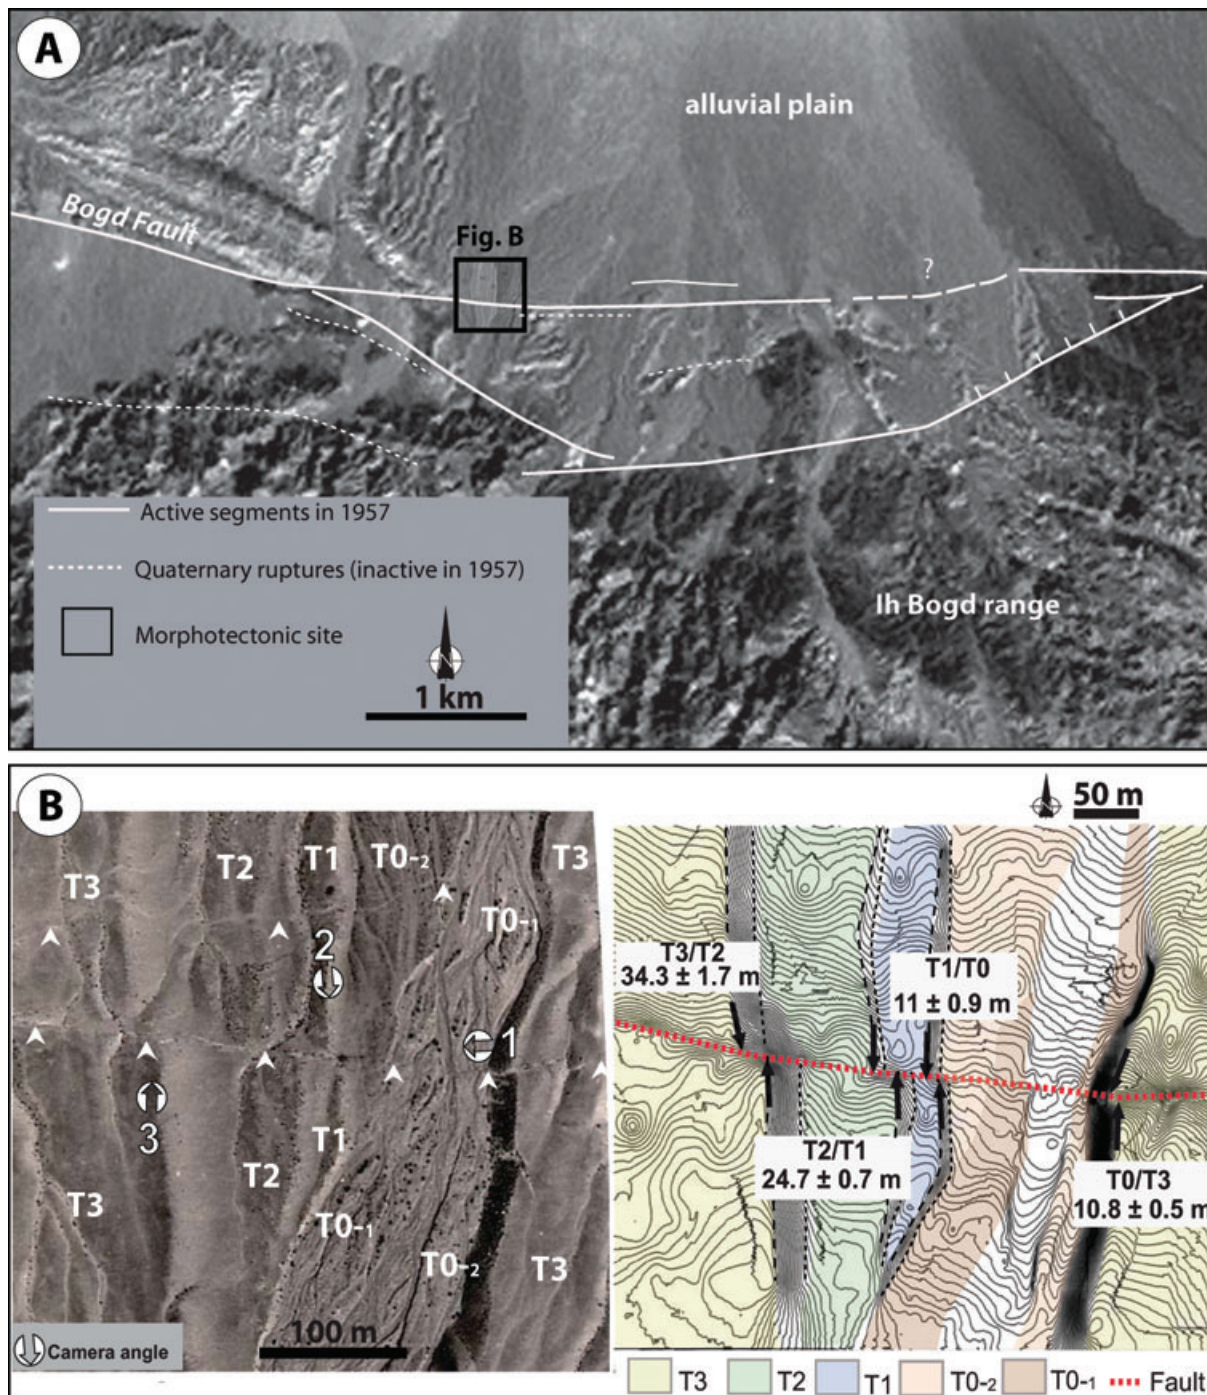 A
alluvial plain
Bogd Fault
Fig. B
?
Active segments in 1957
Quaternary ruptures (inactive in 1957)
Morphotectonic site
N
1 km
Ih Bogd range
B
N
50 m
T3
T2
T1
T0-2
T3
T0-1
2
1
3
T1
T2
T3
T0-1
T0-2
T3
100 m
Camera angle
T3/T2
34.3 ± 1.7 m
T1/T0
11 ± 0.9 m
T2/T1
24.7 ± 0.7 m
T0/T3
10.8 ± 0.5 m
T3
T2
T1
T0-2
T0-1
Fault